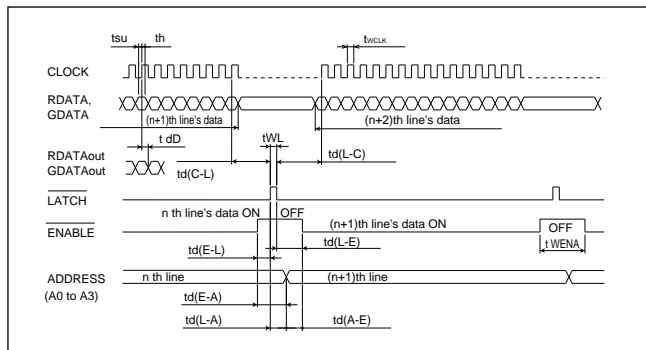 tsu th tWCLK
CLOCK
RDATA,
GDATA
(n+1)th line's data (n+2)th line's data
t dD tWL
RDATAout
GDATAout
td(C-L) td(L-C)
LATCH
n th line's data ON OFF (n+1)th line's data ON OFF
ENABLE
td(L-E) t WENA
td(E-L)
ADDRESS n th line (n+1)th line
(A0 to A3)
td(E-A)
td(L-A) td(A-E)